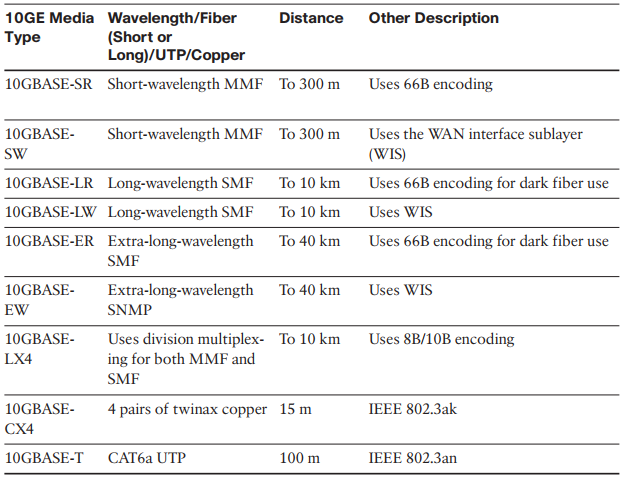 10GE Media Wavelength/Fiber Distance Other Description
Type (Short or
Long)/UTP/Copper
10GBASE-SR Short-wavelength MMF To 300 m Uses 66B encoding
10GBASE- Short-wavelength MMF To 300 m Uses the WAN interface sublayer
SW (WIS)
10GBASE-LR Long-wavelength SMF To 10 km Uses 66B encoding for dark fiber use
10GBASE-LW Long-wavelength SMF To 10 km Uses WIS
10GBASE-ER Extra-long-wavelength To 40 km Uses 66B encoding for dark fiber use
SMF
10GBASE- Extra-long-wavelength To 40 km Uses WIS
EW SNMP
10GBASE- Uses division multiplex- To 10 km Uses 8B/10B encoding
LX4 ing for both MMF and
SMF
10GBASE- 4 pairs of twinax copper 15 m IEEE 802.3ak
CX4
10GBASE-T CAT6a UTP 100 m IEEE 802.3an